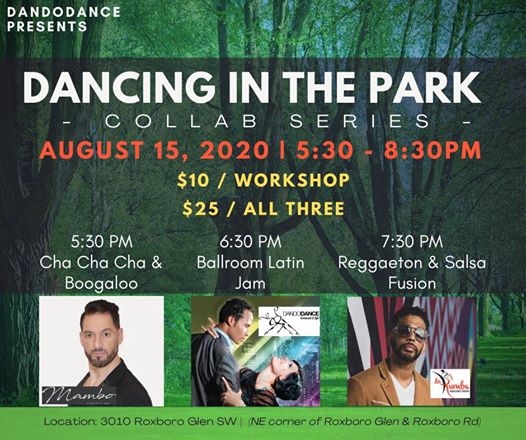 DANDODANCE
PRESENTS
DANCING IN THE PARK
- COLLAB SERIES -
AUGUST 15, 2020 | 5:30 - 8:30PM
$10 / WORKSHOP
$25 / ALL THREE
5:30 PM
Cha Cha Cha &
Boogaloo
6:30 PM
Ballroom Latin
Jam
7:30 PM
Reggaeton & Salsa
Fusion
Mambo
DANDODANCE
Rumba
Location: 3010 Roxboro Glen SW | (NE corner of Roxboro Glen & Roxboro Rd)